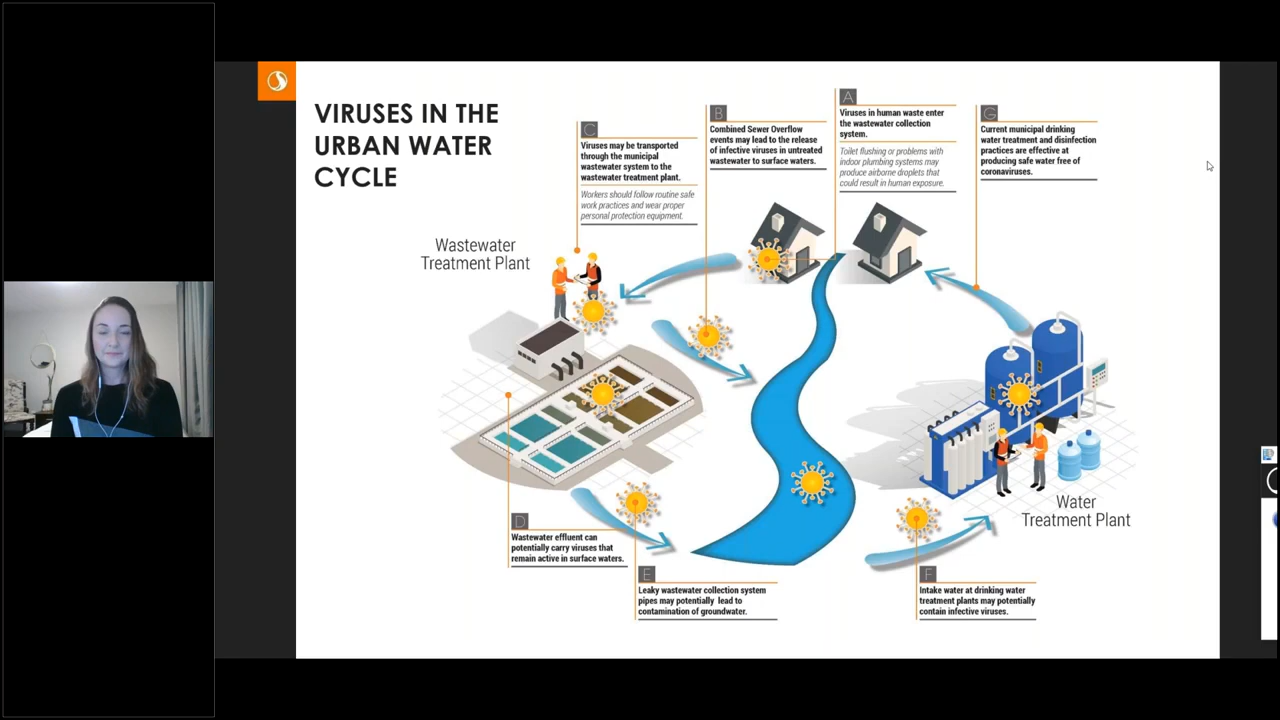 VIRUSES IN THE
URBAN WATER
CYCLE
A
Viruses in human waste enter
the wastewater collection
system.
Toilet flushing or problems with
indoor plumbing systems may
produce airborne droplets that
could result in human exposure.
B
Combined Sewer Overflow
events may lead to the release
of infective viruses in untreated
wastewater to surface waters.
C
Viruses may be transported
through the municipal
wastewater system to the
wastewater treatment plant.
Workers should follow routine safe
work practices and wear proper
personal protection equipment.
G
Current municipal drinking
water treatment and disinfection
practices are effective at
producing safe water free of
coronaviruses.
Wastewater
Treatment Plant
Water
Treatment Plant
D
Wastewater effluent can
potentially carry viruses that
remain active in surface waters.
E
Leaky wastewater collection system
pipes may potentially lead to
contamination of groundwater.
F
Intake water at drinking water
treatment plants may potentially
contain infective viruses.